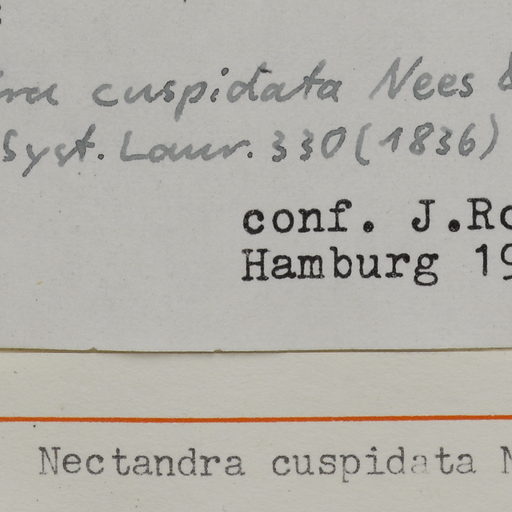 cuspidata Nees &
Syst. Laur. 330 (1836)
conf. J.Ro
Hamburg 19
Nectandra cuspidata N